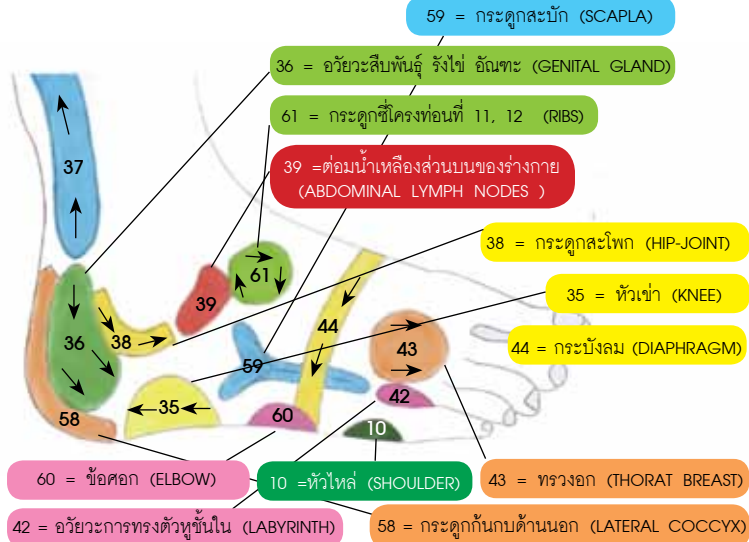 59 = กระดูกสะบัก (SCAPLA)
36 = อวัยวะสืบพันธุ์ รังไข่ อัณฑะ (GENITAL GLAND)
61 = กระดูกซี่โครงท่อนที่ 11, 12 (RIBS)
39 =ต่อมน้ำเหลืองส่วนบนของร่างกาย
(ABDOMINAL LYMPH NODES )
38 = กระดูกสะโพก (HIP-JOINT)
35 = หัวเข่า (KNEE)
44 = กระบังลม (DIAPHRAGM)
37
61
39
36
38
44
43
59
42
35
58
60
10
60 = ข้อศอก (ELBOW)
10 =หัวไหล่ (SHOULDER)
43 = ทรวงอก (THORAT BREAST)
42 = อวัยวะการทรงตัวหูชั้นใน (LABYRINTH)
58 = กระดูกก้นกบด้านนอก (LATERAL COCCYX)